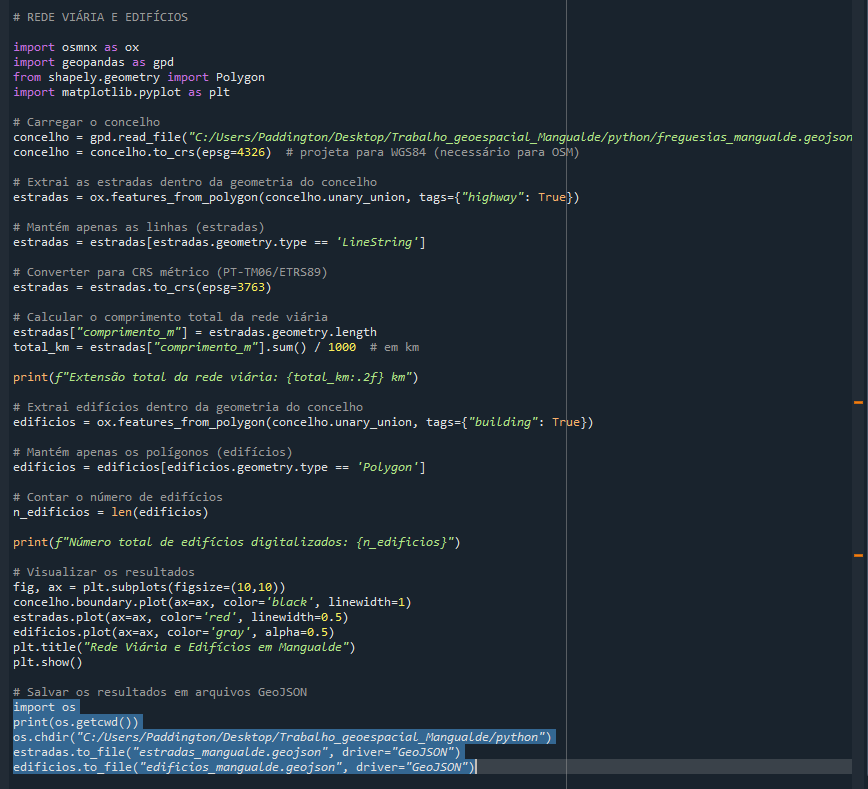 # REDE VIÁRIA E EDIFÍCIOS
import osmnx as ox
import geopandas as gpd
from shapely.geometry import Polygon
import matplotlib.pyplot as plt
# Carregar o concelho
concelho = gpd.read_file("C:/Users/Paddington/Desktop/Trabalho_geoespacial_Mangualde/python/freguesias_mangualde.geojson
concelho = concelho.to_crs(epsg=4326)  # projeta para WGS84 (necessário para OSM)
# Extrai as estradas dentro da geometria do concelho
estradas = ox.features_from_polygon(concelho.unary_union, tags={"highway": True})
# Mantém apenas as linhas (estradas)
estradas = estradas[estradas.geometry.type == 'LineString']
# Converter para CRS métrico (PT-TM06/ETRS89)
estradas = estradas.to_crs(epsg=3763)
# Calcular o comprimento total da rede viária
estradas["comprimento_m"] = estradas.geometry.length
total_km = estradas["comprimento_m"].sum() / 1000  # em km
print(f"Extensão total da rede viária: {total_km:.2f} km")
# Extrai edifícios dentro da geometria do concelho
edificios = ox.features_from_polygon(concelho.unary_union, tags={"building": True})
# Mantém apenas os polígonos (edifícios)
edificios = edificios[edificios.geometry.type == 'Polygon']
# Contar o número de edifícios
n_edificios = len(edificios)
print(f"Número total de edifícios digitalizados: {n_edificios}")
# Visualizar os resultados
fig, ax = plt.subplots(figsize=(10,10))
concelho.boundary.plot(ax=ax, color='black', linewidth=1)
estradas.plot(ax=ax, color='red', linewidth=0.5)
edificios.plot(ax=ax, color='gray', alpha=0.5)
plt.title("Rede Viária e Edifícios em Mangualde")
plt.show()
# Salvar os resultados em arquivos GeoJSON
import os
print(os.getcwd())
os.chdir("C:/Users/Paddington/Desktop/Trabalho_geoespacial_Mangualde/python")
estradas.to_file("estradas_mangualde.geojson", driver="GeoJSON")
edificios.to_file("edificios_mangualde.geojson", driver="GeoJSON")